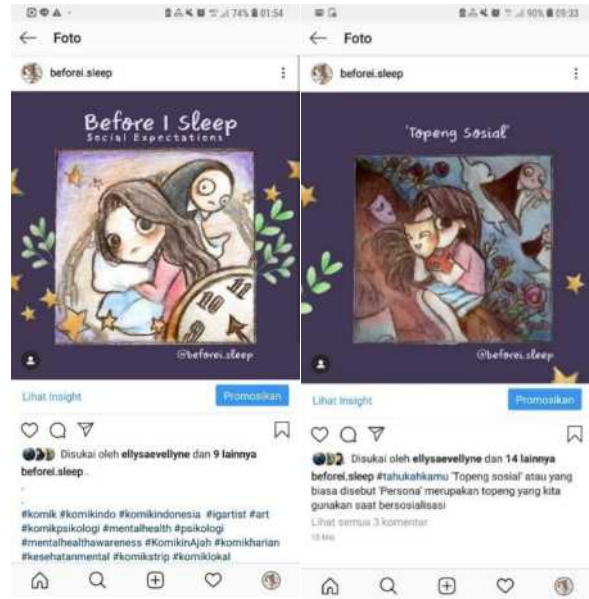 74% 01:54
Foto
beforei.sleep
Before I Sleep
Social Expectations
11
10
9
@beforei.sleep
Lihat Insight
Promosikan
Disukai oleh ellysaevellyne dan 9 lainnya
beforei.sleep .
.
.
#komik #komikindo #komikindonesia #igartist #art
#komikpsikologi #mentalhealth #psikologi
#mentalhealthawareness #KomikinAjah #komikharian
#kesehatanmental #komikstrip #komiklokal
90% 09:33
Foto
beforei.sleep
'Topeng Sosial'
@beforei.sleep
Lihat Insight
Promosikan
Disukai oleh ellysaevellyne dan 14 lainnya
beforei.sleep #tahukahkamu 'Topeng sosial' atau yang
biasa disebut 'Persona' merupakan topeng yang kita
gunakan saat bersosialisasi
Lihat semua 3 komentar